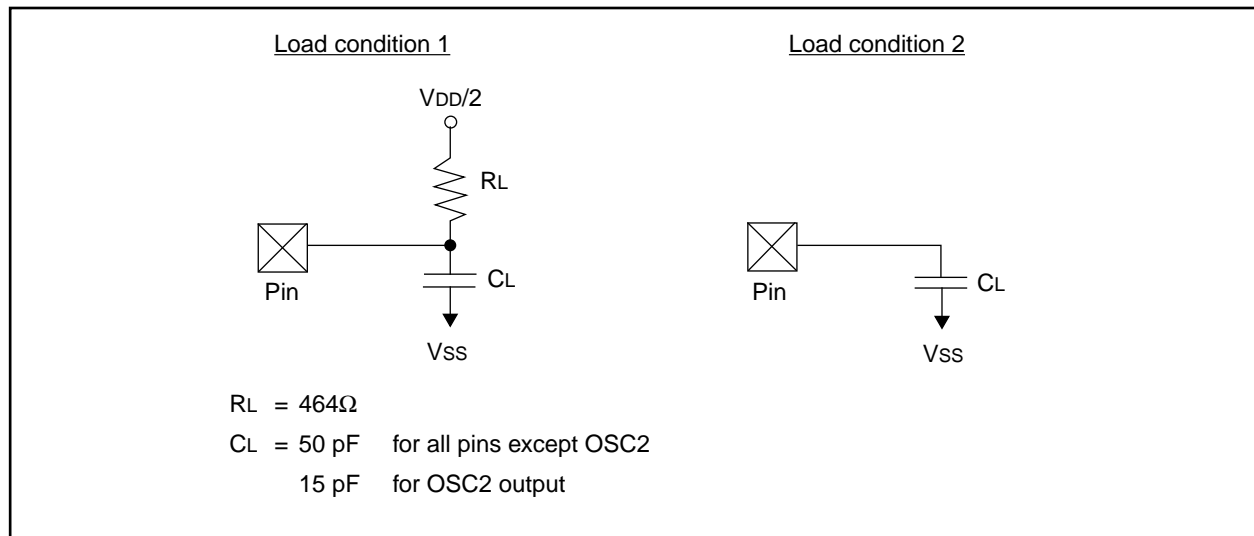 Load condition 1
VDD/2
RL
Pin
CL
VSS
Load condition 2
Pin
CL
VSS
RL = 464Ω
CL = 50 pF for all pins except OSC2
15 pF for OSC2 output